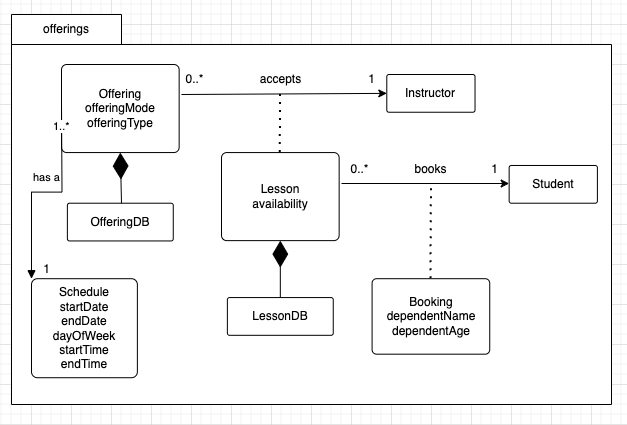 offerings
Offering
offeringMode
offeringType
0..*
accepts
1
Instructor
1..*
has a
OfferingDB
Lesson
availability
0..*
books
1
Student
1
Schedule
startDate
endDate
dayOfWeek
startTime
endTime
LessonDB
Booking
dependentName
dependentAge